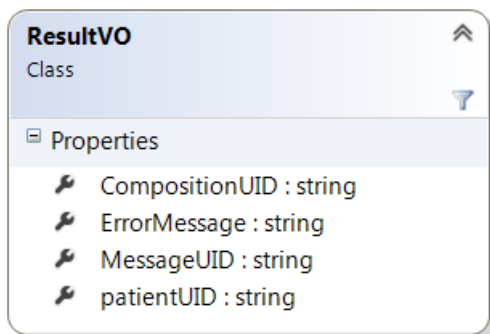 ResultVO
Class
Properties
CompositionUID : string
ErrorMessage : string
MessageUID : string
patientUID : string